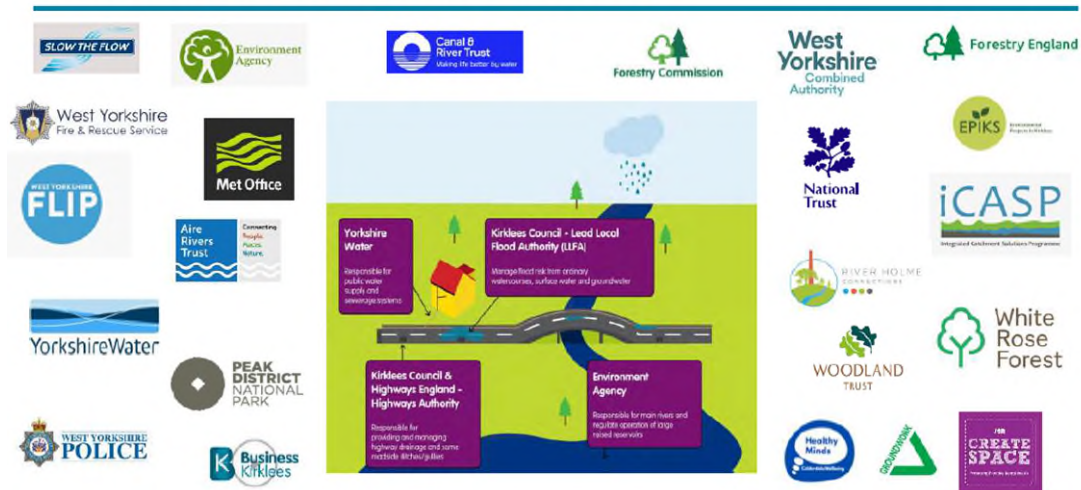 SLOW THE FLOW
Environment
Agency
Canal &
River Trust
Making life better by water
Forestry Commission
West
Yorkshire
Combined
Authority
Forestry England
West Yorkshire
Fire & Rescue Service
Met Office
National
Trust
EPIKS
WEST YORKSHIRE
FLIP
Aire
Rivers
Trust
Connecting
People
Places
Nature
iCASP
Integrated Catchment Solutions Programme
Yorkshire
Water
Responsible for
public water
supply and
sewerage systems
Kirklees Council - Lead Local
Flood Authority (LLFA)
Manage flood risk from ordinary
watercourses, surface water and groundwater
RIVER HOLME
CONNECTIONS
YorkshireWater
PEAK
DISTRICT
NATIONAL
PARK
Kirklees Council &
Highways England -
Highways Authority
Responsible for
providing and managing
highway drainage and some
roadside ditches/gullies
Environment
Agency
Responsible for main rivers and
regulate operation of large
raised reservoirs
WOODLAND
TRUST
White
Rose
Forest
WEST YORKSHIRE
POLICE
Business
Kirklees
Healthy
Minds
GROUNDWORK
CREATE
SPACE